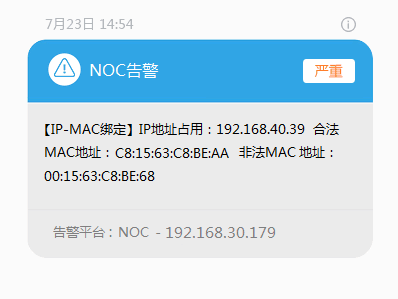 7月23日 14:54
NOC告警
严重
【IP-MAC绑定】IP地址占用：192.168.40.39 合法
MAC地址：C8:15:63:C8:BE:AA 非法MAC 地址：
00:15:63:C8:BE:68
告警平台：NOC - 192.168.30.179